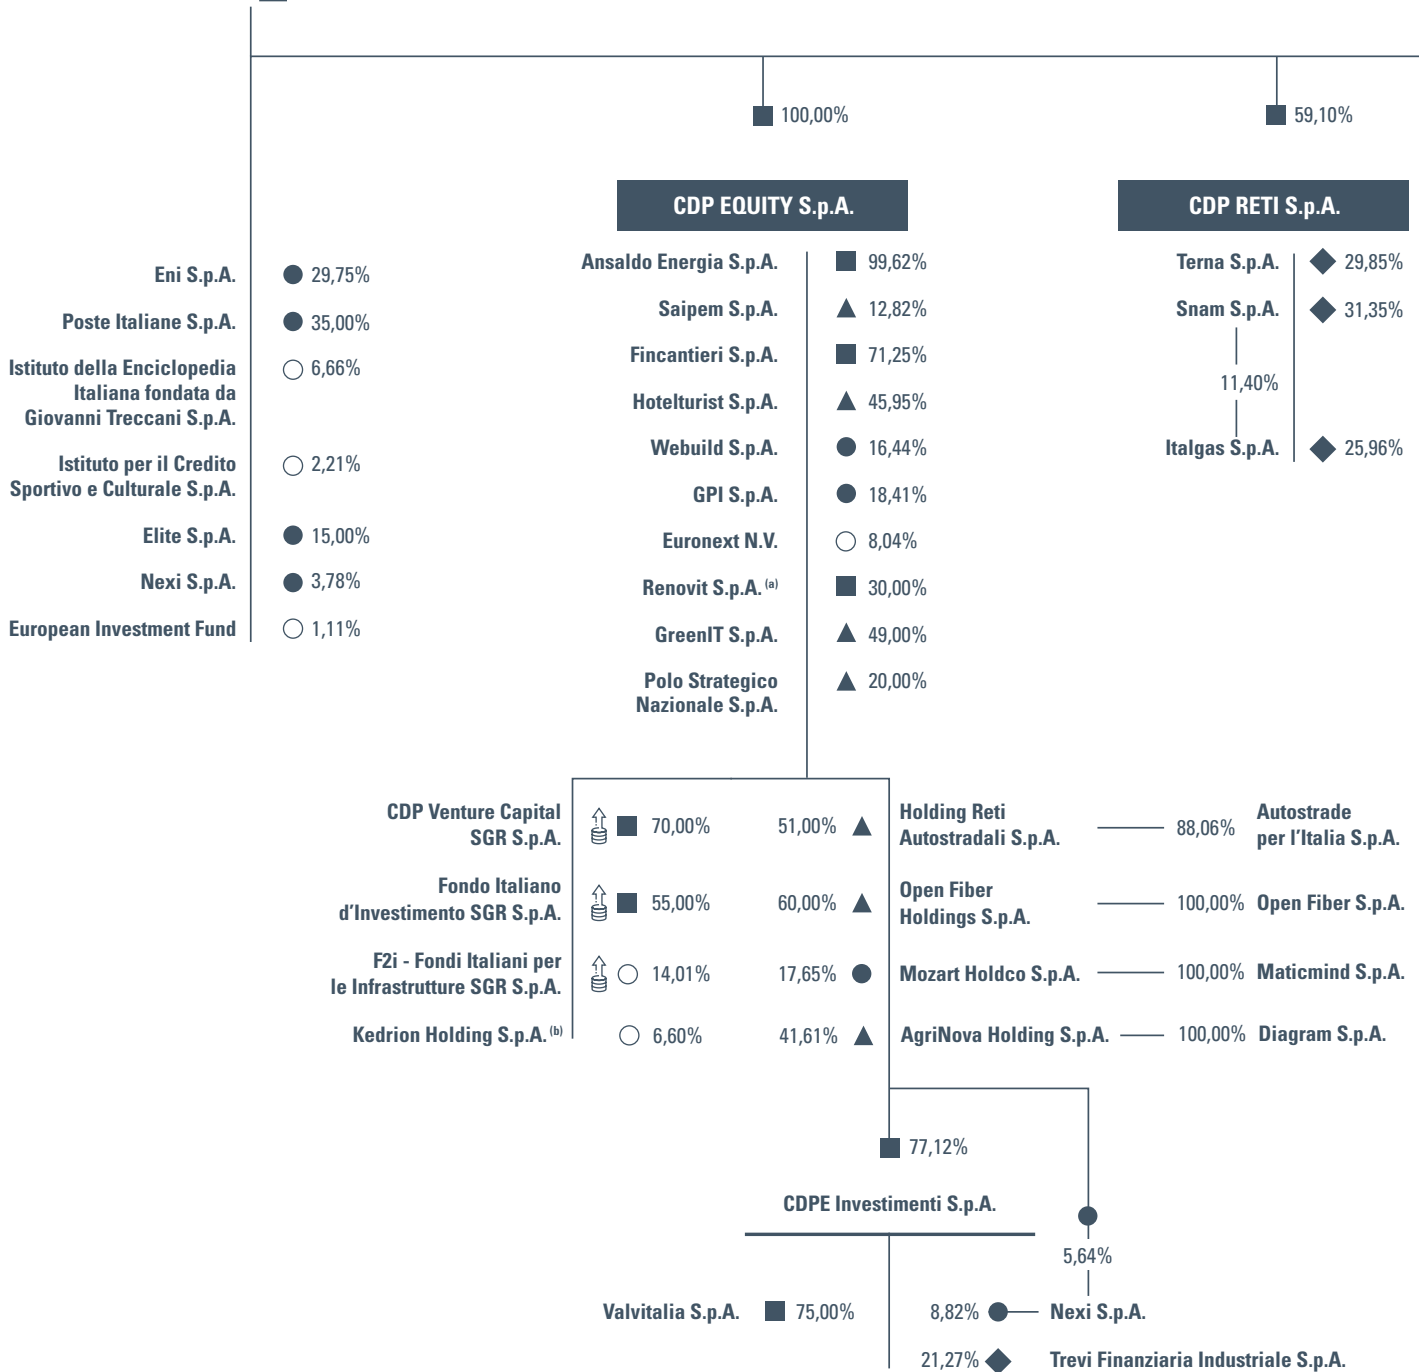 100,00%
59,10%
CDP EQUITY S.p.A.
CDP RETI S.p.A.
Eni S.p.A. 29,75%
Poste Italiane S.p.A. 35,00%
Istituto della Enciclopedia 6,66%
Italiana fondata da
Giovanni Treccani S.p.A.
Istituto per il Credito 2,21%
Sportivo e Culturale S.p.A.
Elite S.p.A. 15,00%
Nexi S.p.A. 3,78%
European Investment Fund 1,11%
Ansaldo Energia S.p.A. 99,62%
Saipem S.p.A. 12,82%
Fincantieri S.p.A. 71,25%
Hotelturist S.p.A. 45,95%
Webuild S.p.A. 16,44%
GPI S.p.A. 18,41%
Euronext N.V. 8,04%
Renovit S.p.A. (a) 30,00%
GreenIT S.p.A. 49,00%
Polo Strategico 20,00%
Nazionale S.p.A.
Terna S.p.A. 29,85%
Snam S.p.A. 31,35%
11,40%
Italgas S.p.A. 25,96%
CDP Venture Capital
SGR S.p.A. 70,00%
Fondo Italiano
d'Investimento SGR S.p.A. 55,00%
F2i - Fondi Italiani per
le Infrastrutture SGR S.p.A. 14,01%
Kedrion Holding S.p.A. (b) 6,60%
51,00% Holding Reti
Autostradali S.p.A.
88,06% Autostrade
per l'Italia S.p.A.
60,00% Open Fiber
Holdings S.p.A.
100,00% Open Fiber S.p.A.
17,65% Mozart Holdco S.p.A. 100,00% Maticmind S.p.A.
41,61% AgriNova Holding S.p.A. 100,00% Diagram S.p.A.
77,12%
CDPE Investimenti S.p.A.
5,64%
Valvitalia S.p.A. 75,00%
8,82% Nexi S.p.A.
21,27% Trevi Finanziaria Industriale S.p.A.